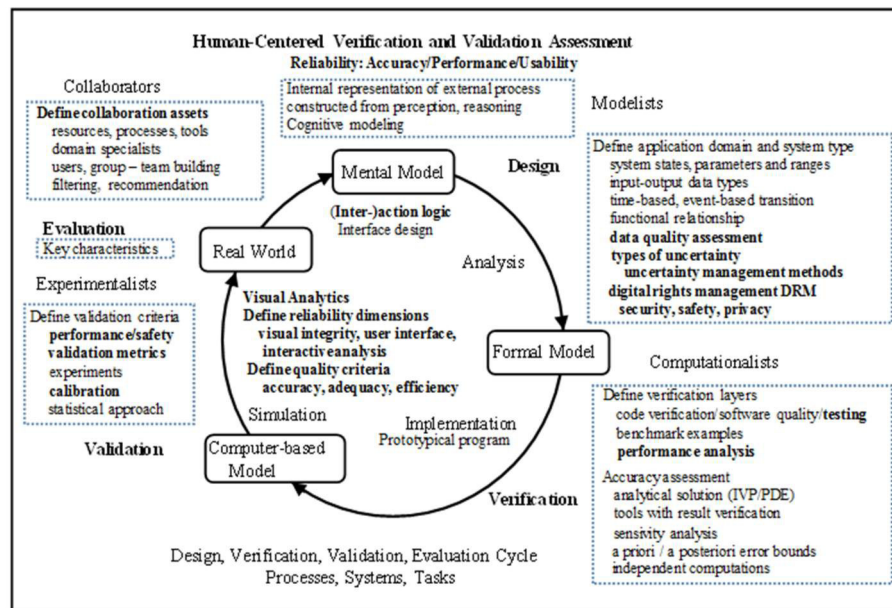 Human-Centered Verification and Validation Assessment
Reliability: Accuracy/Performance/Usability
Collaborators
Define collaboration assets
resources, processes, tools
domain specialists
users, group – team building
filtering, recommendation
Internal representation of external process
constructed from perception, reasoning
Cognitive modeling
Modelists
Define application domain and system type
system states, parameters and ranges
input-output data types
time-based, event-based transition
functional relationship
data quality assessment
types of uncertainty
uncertainty management methods
digital rights management DRM
security, safety, privacy
Mental Model
Design
(Inter-)action logic
Interface design
Evaluation
Key characteristics
Real World
Analysis
Experimentalists
Define validation criteria
performance/safety
validation metrics
experiments
calibration
statistical approach
Visual Analytics
Define reliability dimensions
visual integrity, user interface,
interactive analysis
Define quality criteria
accuracy, adequacy, efficiency
Formal Model
Computationalists
Define verification layers
code verification/software quality/testing
benchmark examples
performance analysis
Accuracy assessment
analytical solution (IVP/PDE)
tools with result verification
sensivity analysis
a priori / a posteriori error bounds
independent computations
Simulation
Implementation
Prototypical program
Validation
Computer-based
Model
Verification
Design, Verification, Validation, Evaluation Cycle
Processes, Systems, Tasks